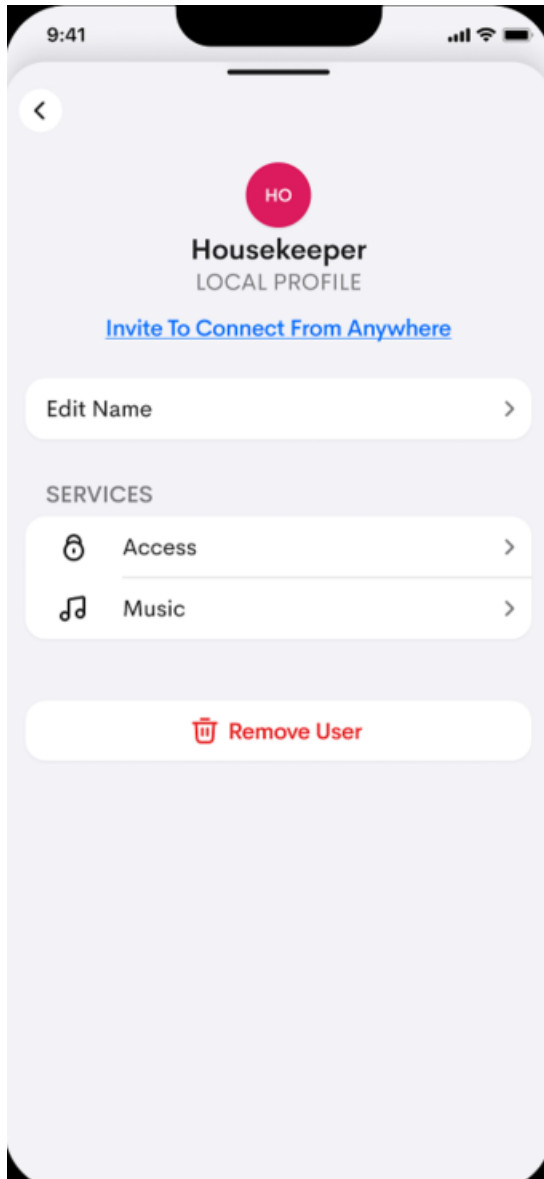 9:41
HO
Housekeeper
LOCAL PROFILE
Invite To Connect From Anywhere
Edit Name
SERVICES
Access
Music
Remove User